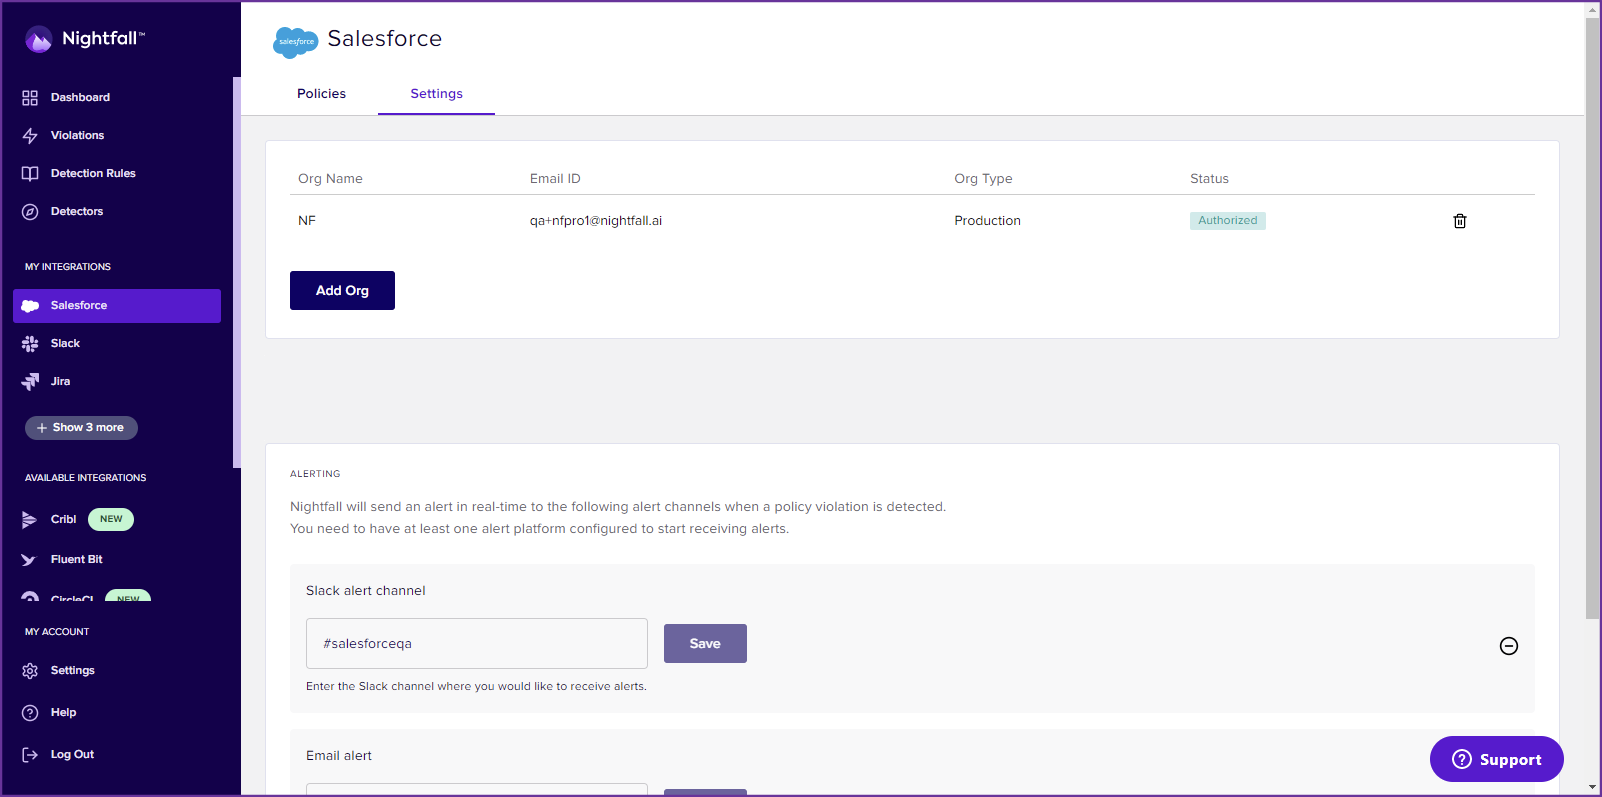 Nightfall™
Dashboard
Violations
Detection Rules
Detectors
MY INTEGRATIONS
Salesforce
Slack
Jira
+ Show 3 more
AVAILABLE INTEGRATIONS
Cribl NEW
Fluent Bit
CircleCI NEW
MY ACCOUNT
Settings
Help
Log Out
salesforce Salesforce
Policies Settings
Org Name Email ID Org Type Status
NF qa+nfpro1@nightfall.ai Production Authorized
Add Org
ALERTING
Nightfall will send an alert in real-time to the following alert channels when a policy violation is detected.
You need to have at least one alert platform configured to start receiving alerts.
Slack alert channel
#salesforceqa Save
Enter the Slack channel where you would like to receive alerts.
Email alert
Support